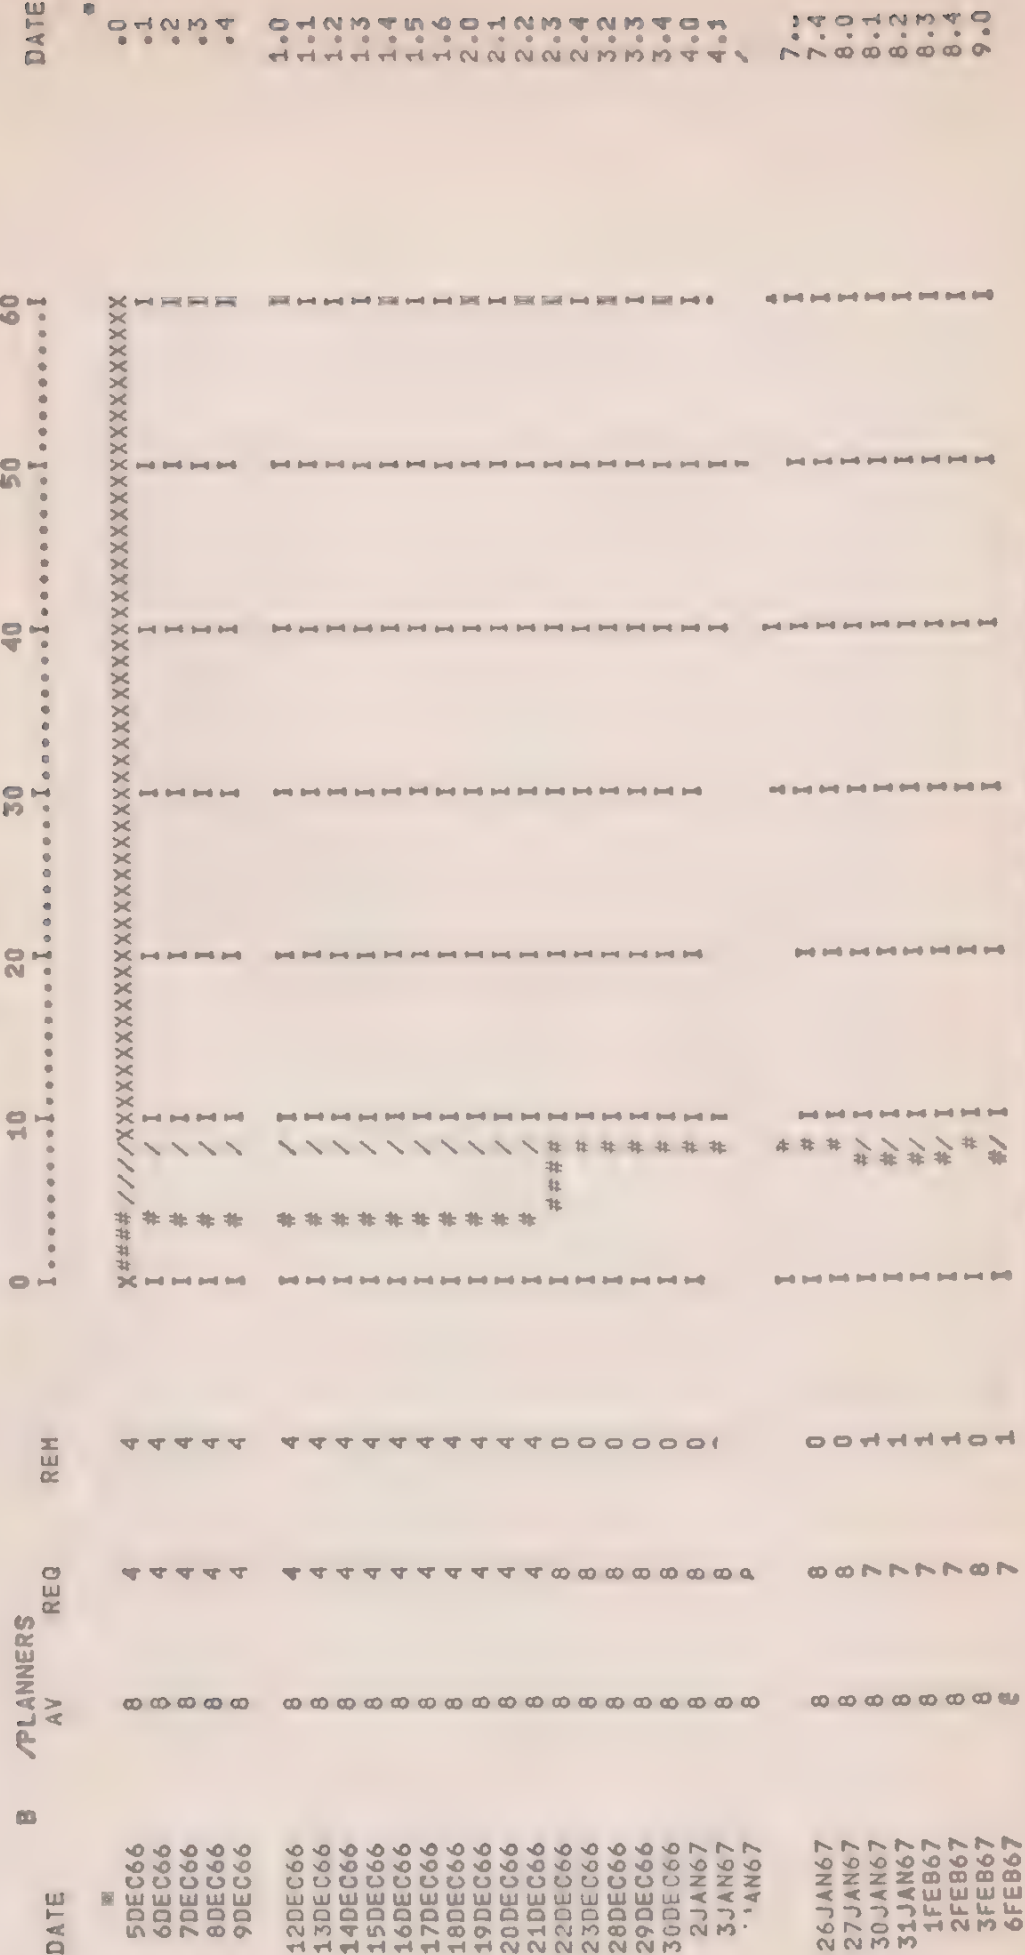 B /PLANNERS 0 10 20 30 40 50 60
DATE AV REQ REM I.........I.........I.........I.........I.........I.........I DATE
5DEC66 8 4 4 X####////XXXXXXXXXXXXXXXXXXXXXXXXXXXXXXXXXXXXXXXXXXXXXXXXXXXX .0
6DEC66 8 4 4 I # / I I I I I I .1
7DEC66 8 4 4 I # / I I I I I I .2
8DEC66 8 4 4 I # / I I I I I I .3
9DEC66 8 4 4 I # / I I I I I I .4
12DEC66 8 4 4 I # / I I I I I I 1.0
13DEC66 8 4 4 I # / I I I I I I 1.1
14DEC66 8 4 4 I # / I I I I I I 1.2
15DEC66 8 4 4 I # / I I I I I I 1.3
16DEC66 8 4 4 I # / I I I I I I 1.4
17DEC66 8 4 4 I # / I I I I I I 1.5
18DEC66 8 4 4 I # / I I I I I I 1.6
19DEC66 8 4 4 I # / I I I I I I 2.0
20DEC66 8 4 4 I # / I I I I I I 2.1
21DEC66 8 4 4 I # / I I I I I I 2.2
22DEC66 8 8 0 I ##### I I I I I I 2.3
23DEC66 8 8 0 I # I I I I I I 2.4
28DEC66 8 8 0 I # I I I I I I 3.2
29DEC66 8 8 0 I # I I I I I I 3.3
30DEC66 8 8 0 I # I I I I I I 3.4
2JAN67 8 8 0 I # I I I I I I 4.0
3JAN67 8 8 # I I I 4.1
26JAN67 8 8 0 I # I I I I I I
27JAN67 8 8 0 I # I I I I I I 7.4
30JAN67 8 7 1 I #/ I I I I I I 8.0
31JAN67 8 7 1 I #/ I I I I I I 8.1
1FEB67 8 7 1 I #/ I I I I I I 8.2
2FEB67 8 7 1 I #/ I I I I I I 8.3
3FEB67 8 8 0 I # I I I I I I 8.4
6FEB67 8 7 1 I #/ I I I I I I 9.0